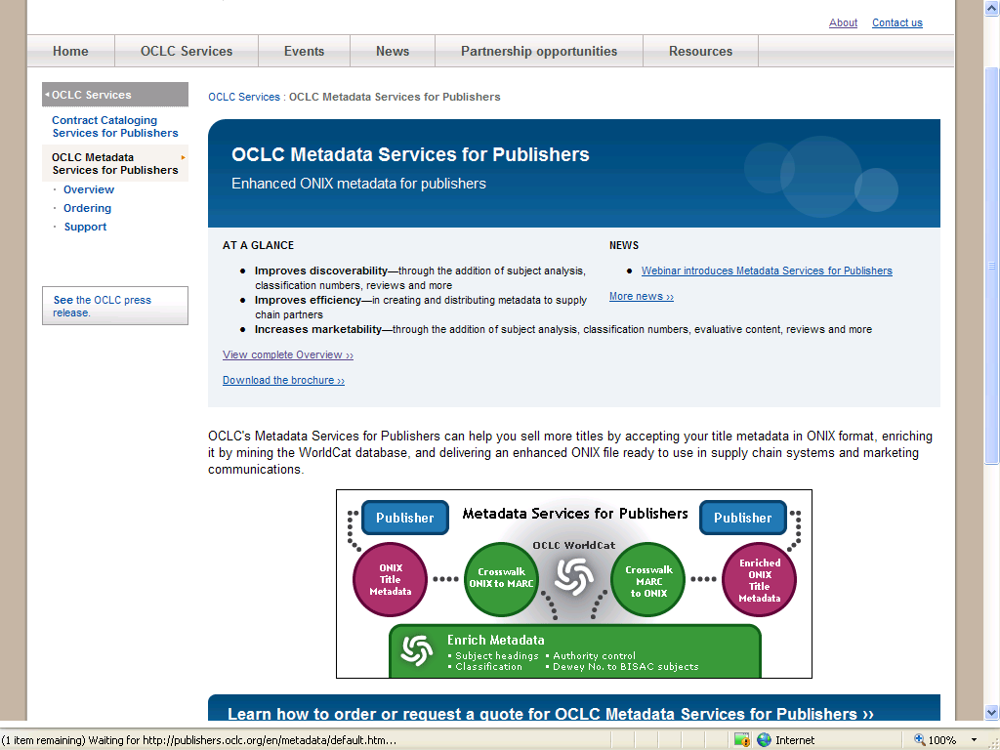 About Contact us
Home OCLC Services Events News Partnership opportunities Resources
OCLC Services
Contract Cataloging
Services for Publishers
OCLC Metadata
Services for Publishers
· Overview
· Ordering
· Support
See the OCLC press
release.
OCLC Services : OCLC Metadata Services for Publishers
OCLC Metadata Services for Publishers
Enhanced ONIX metadata for publishers
AT A GLANCE
• Improves discoverability—through the addition of subject analysis,
classification numbers, reviews and more
• Improves efficiency—in creating and distributing metadata to supply
chain partners
• Increases marketability—through the addition of subject analysis, classification numbers, evaluative content, reviews and more
View complete Overview ››
Download the brochure ››
NEWS
• Webinar introduces Metadata Services for Publishers
More news ››
OCLC's Metadata Services for Publishers can help you sell more titles by accepting your title metadata in ONIX format, enriching
it by mining the WorldCat database, and delivering an enhanced ONIX file ready to use in supply chain systems and marketing
communications.
Publisher
Metadata Services for Publishers
Publisher
OCLC WorldCat
ONIX
Title
Metadata
Crosswalk
ONIX to MARC
Crosswalk
MARC
to ONIX
Enriched
ONIX
Title
Metadata
Enrich Metadata
• Subject headings • Authority control
• Classification • Dewey No. to BISAC subjects
Learn how to order or request a quote for OCLC Metadata Services for Publishers ››
(1 item remaining) Waiting for http://publishers.oclc.org/en/metadata/default.htm...
Internet
100%